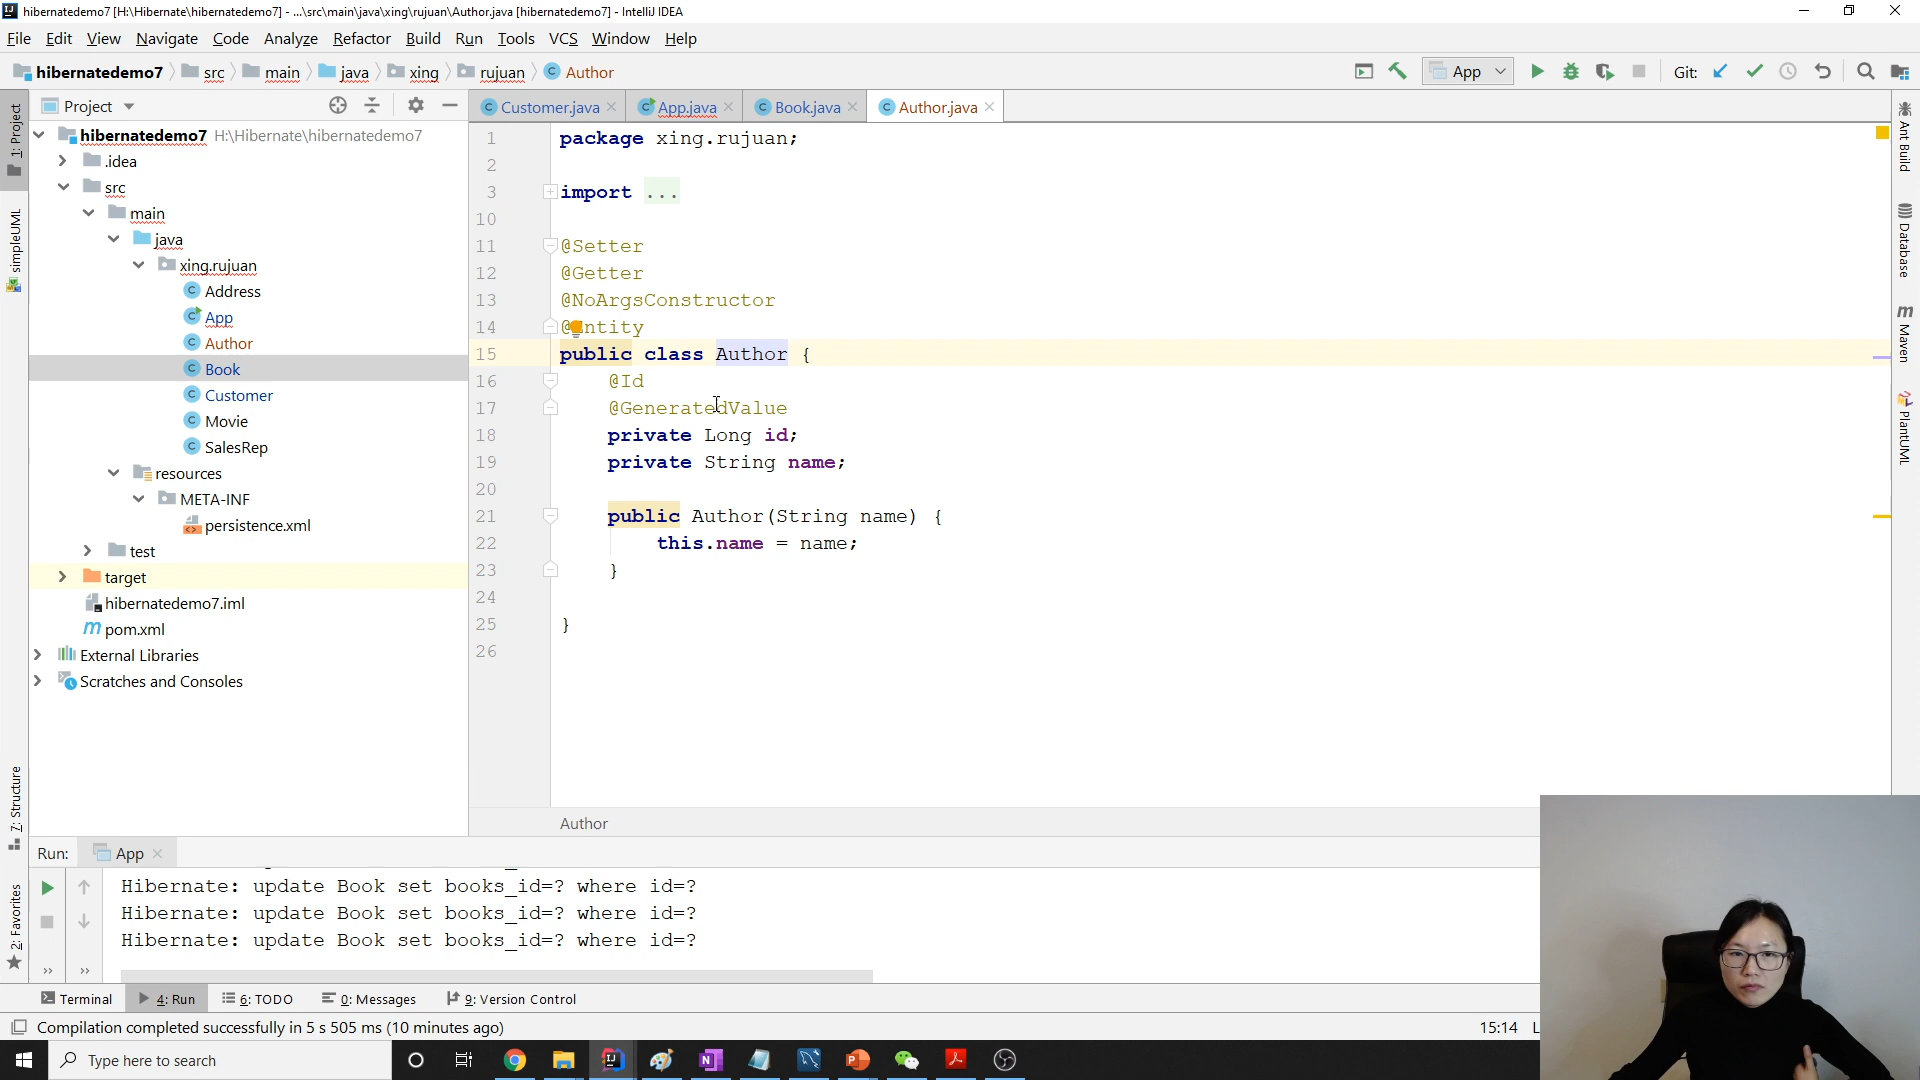 hibernatedemo7 [H:\Hibernate\hibernatedemo7] - ...\src\main\java\xing\rujuan\Author.java [hibernatedemo7] - IntelliJ IDEA
File Edit View Navigate Code Analyze Refactor Build Run Tools VCS Window Help
hibernatedemo7 src main java xing rujuan Author App Git:
Project
Customer.java App.java Book.java Author.java
1: Project
simpleUML
7: Structure
2: Favorites
hibernatedemo7 H:\Hibernate\hibernatedemo7
.idea
src
main
java
xing.rujuan
Address
App
Author
Book
Customer
Movie
SalesRep
resources
META-INF
persistence.xml
test
target
hibernatedemo7.iml
pom.xml
External Libraries
Scratches and Consoles
1 package xing.rujuan;
2
3 import ...
10
11 @Setter
12 @Getter
13 @NoArgsConstructor
14 @Entity
15 public class Author {
16 @Id
17 @GeneratedValue
18 private Long id;
19 private String name;
20
21 public Author(String name) {
22 this.name = name;
23 }
24
25 }
26
Author
Ant Build
Database
Maven
PlantUML
Run: App
Hibernate: update Book set books_id=? where id=?
Hibernate: update Book set books_id=? where id=?
Hibernate: update Book set books_id=? where id=?
Terminal 4: Run 6: TODO 0: Messages 9: Version Control
Compilation completed successfully in 5 s 505 ms (10 minutes ago) 15:14
Type here to search